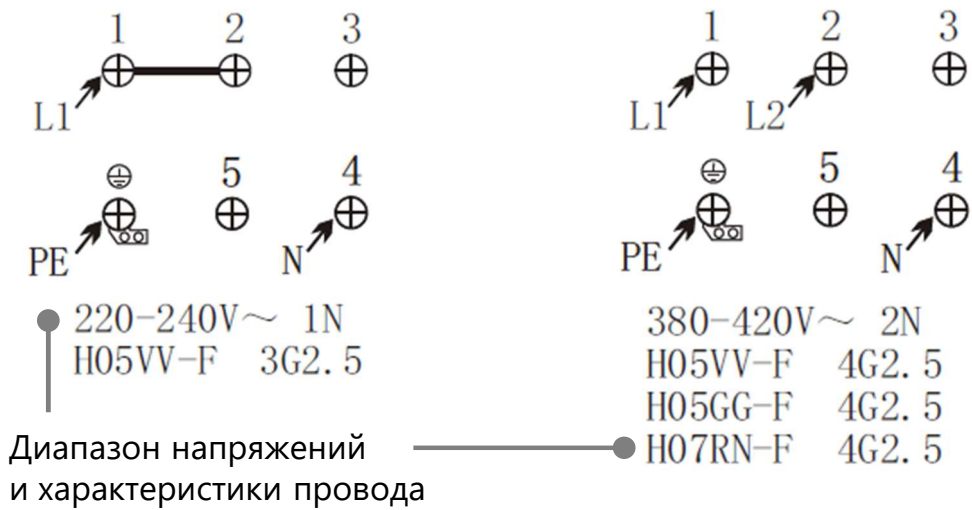 1 2 3
L1
5 4
PE N
220-240V~ 1N
H05VV-F 3G2.5
1 2 3
L1 L2
5 4
PE N
380-420V~ 2N
H05VV-F 4G2.5
H05GG-F 4G2.5
H07RN-F 4G2.5
Диапазон напряжений
и характеристики провода